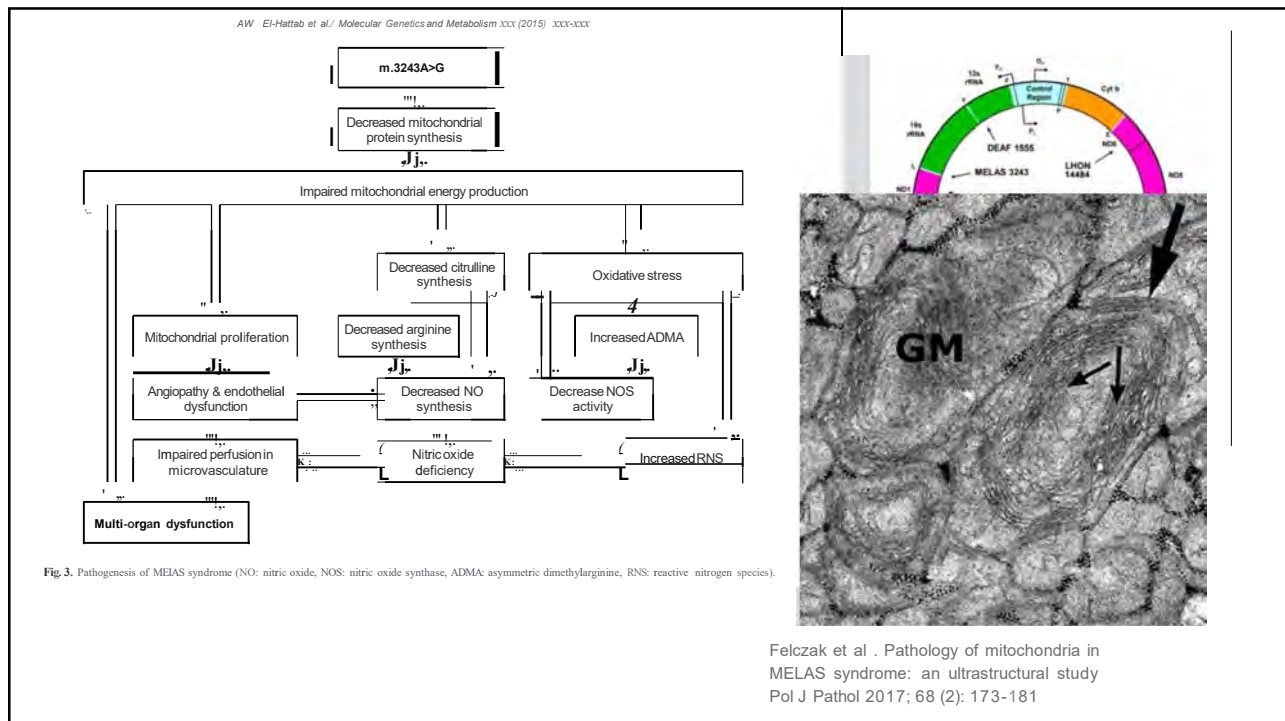 AW El-Hattab et al./ Molecular Genetics and Metabolism xxx (2015) xxx-xxx
m.3243A>G
Decreased mitochondrial
protein synthesis
Impaired mitochondrial energy production
Decreased citrulline
synthesis
Oxidative stress
4
Mitochondrial proliferation
Decreased arginine
synthesis
Increased ADMA
Angiopathy & endothelial
dysfunction
Decreased NO
synthesis
Decrease NOS
activity
Impaired perfusion in
microvasculature
Nitric oxide
deficiency
Increased RNS
Multi-organ dysfunction
Fig. 3. Pathogenesis of MEIAS syndrome (NO: nitric oxide, NOS: nitric oxide synthase, ADMA: asymmetric dimethylarginine, RNS: reactive nitrogen species).
12s
rRNA
Control
Region
Cyt b
16s
rRNA
DEAF 1555
ND6
MELAS 3243
LHON
14484
ND1
ND5
GM
Felczak et al . Pathology of mitochondria in
MELAS syndrome: an ultrastructural study
Pol J Pathol 2017; 68 (2): 173-181